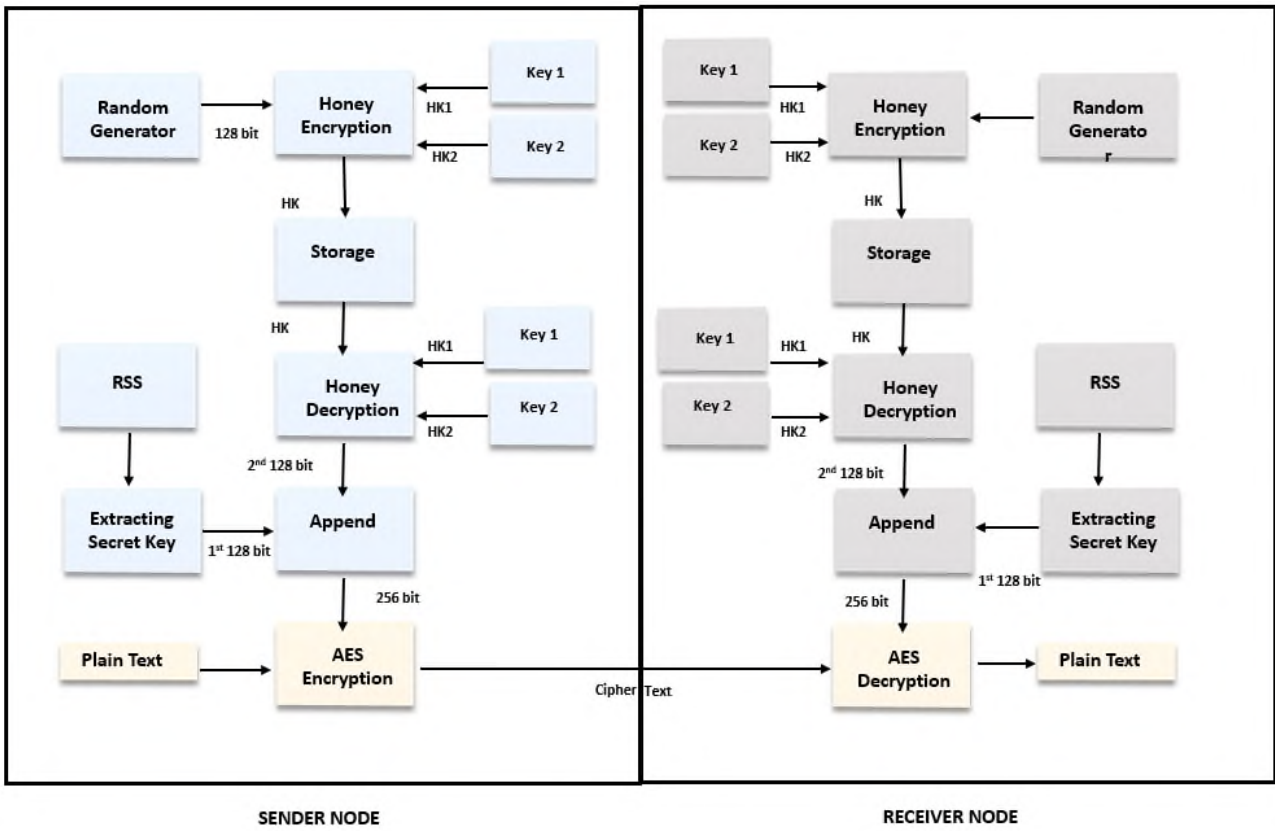 Key 1
Random
Generator
128 bit
Honey
Encryption
HK1
HK2
Key 2
HK
Storage
HK
Key 1
HK1
RSS
Honey
Decryption
HK2
Key 2
2nd 128 bit
Extracting
Secret Key
1st 128 bit
Append
256 bit
Plain Text
AES
Encryption
Cipher Text
SENDER NODE
Key 1
HK1
Honey
Encryption
Random
Generato
r
Key 2
HK2
HK
Storage
Key 1
HK1
HK
Honey
Decryption
RSS
Key 2
HK2
2nd 128 bit
Append
Extracting
Secret Key
1st 128 bit
256 bit
AES
Decryption
Plain Text
RECEIVER NODE